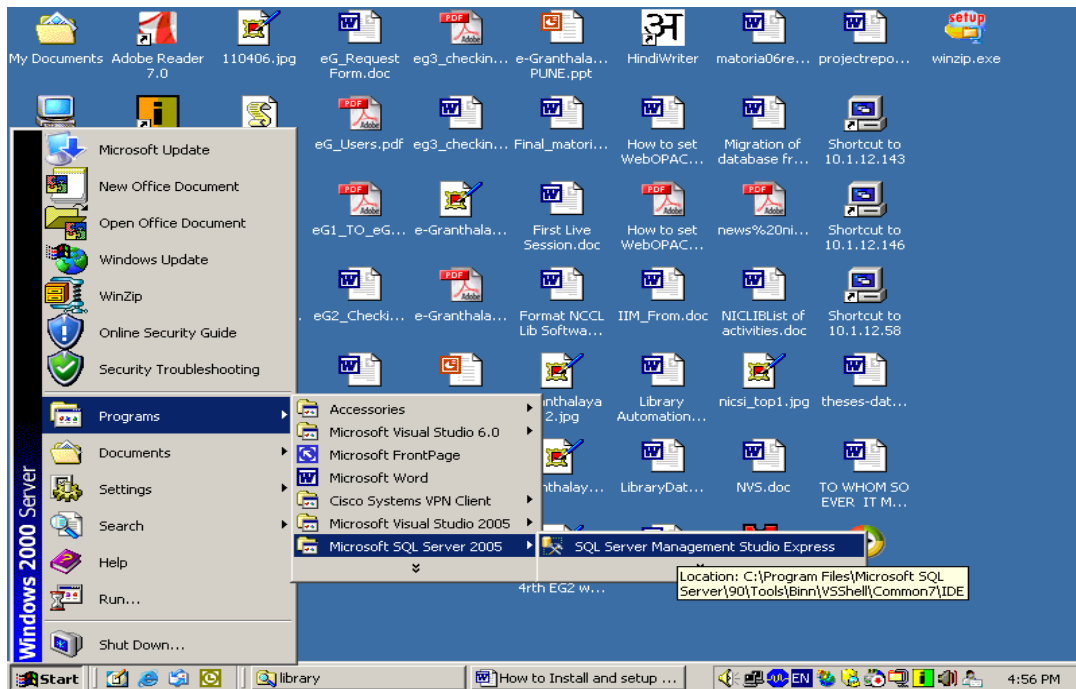 My Documents
Adobe Reader
7.0
110406.jpg
eG_Request
Form.doc
eg3_checkin...
e-Granthala...
PUNE.ppt
HindiWriter
matoria06re...
projectrepo...
winzip.exe
eG_Users.pdf
eg3_checkin...
Final_matori...
How to set
WebOPAC...
Migration of
database fr...
Shortcut to
10.1.12.143
eG1_TO_eG...
e-Granthala...
First Live
Session.doc
How to set
WebOPAC...
news%20ni...
Shortcut to
10.1.12.146
eG2_Checki...
e-Granthala...
Format NCCL
Lib Softwa...
IIM_From.doc
NICLIBList of
activities.doc
Shortcut to
10.1.12.58
anthalaya
2.jpg
Library
Automation...
nicsi_top1.jpg
theses-dat...
nthalay...
LibraryDat...
NVS.doc
TO WHOM SO
EVER IT M...
4rth EG2 w...
Windows 2000 Server
Microsoft Update
New Office Document
Open Office Document
Windows Update
WinZip
Online Security Guide
Security Troubleshooting
Programs
Documents
Settings
Search
Help
Run...
Shut Down...
Accessories
Microsoft Visual Studio 6.0
Microsoft FrontPage
Microsoft Word
Cisco Systems VPN Client
Microsoft Visual Studio 2005
Microsoft SQL Server 2005
SQL Server Management Studio Express
Location: C:\Program Files\Microsoft SQL
Server\90\Tools\Binn\VSShell\Common7\IDE
Start
library
How to Install and setup ...
EN
4:56 PM